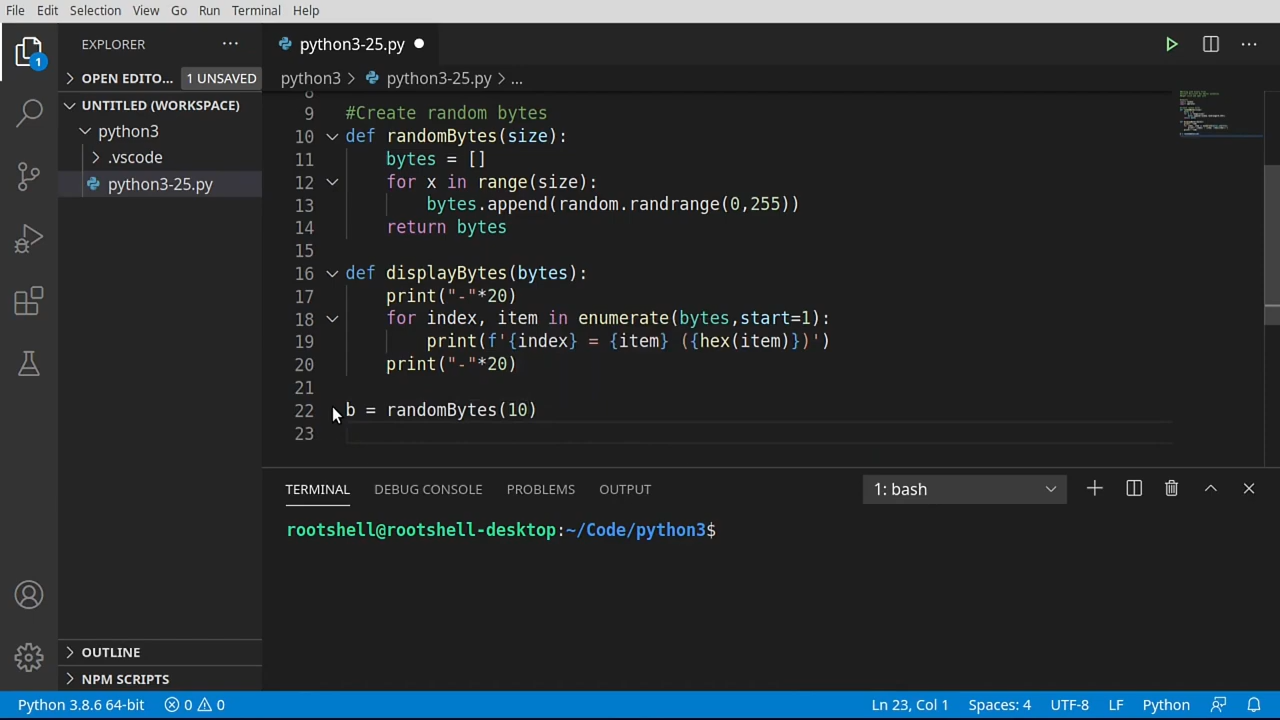 File Edit Selection View Go Run Terminal Help
EXPLORER ···
python3-25.py
1
OPEN EDITO... 1 UNSAVED
python3 > python3-25.py > ...
UNTITLED (WORKSPACE)
python3
.vscode
python3-25.py
8
9 #Create random bytes
10 def randomBytes(size):
11 bytes = []
12 for x in range(size):
13 bytes.append(random.randrange(0,255))
14 return bytes
15
16 def displayBytes(bytes):
17 print("-"*20)
18 for index, item in enumerate(bytes,start=1):
19 print(f'{index} = {item} ({hex(item)})')
20 print("-"*20)
21
22 b = randomBytes(10)
23
TERMINAL DEBUG CONSOLE PROBLEMS OUTPUT 1: bash
rootshell@rootshell-desktop:~/Code/python3$
OUTLINE
NPM SCRIPTS
Python 3.8.6 64-bit 0 0 Ln 23, Col 1 Spaces: 4 UTF-8 LF Python